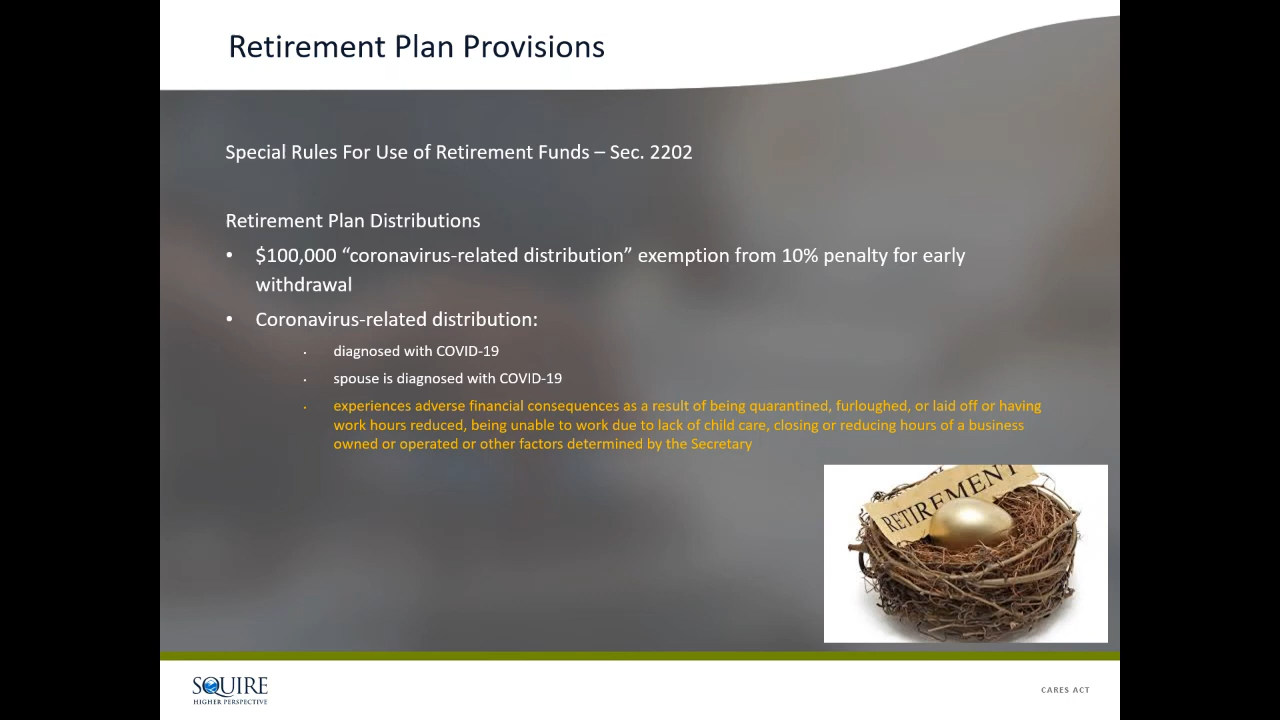 Retirement Plan Provisions
Special Rules For Use of Retirement Funds – Sec. 2202
Retirement Plan Distributions
• $100,000 “coronavirus-related distribution” exemption from 10% penalty for early
withdrawal
• Coronavirus-related distribution:
· diagnosed with COVID-19
· spouse is diagnosed with COVID-19
· experiences adverse financial consequences as a result of being quarantined, furloughed, or laid off or having
work hours reduced, being unable to work due to lack of child care, closing or reducing hours of a business
owned or operated or other factors determined by the Secretary
RETIREMENT
SQUIRE
HIGHER PERSPECTIVE
CARES ACT